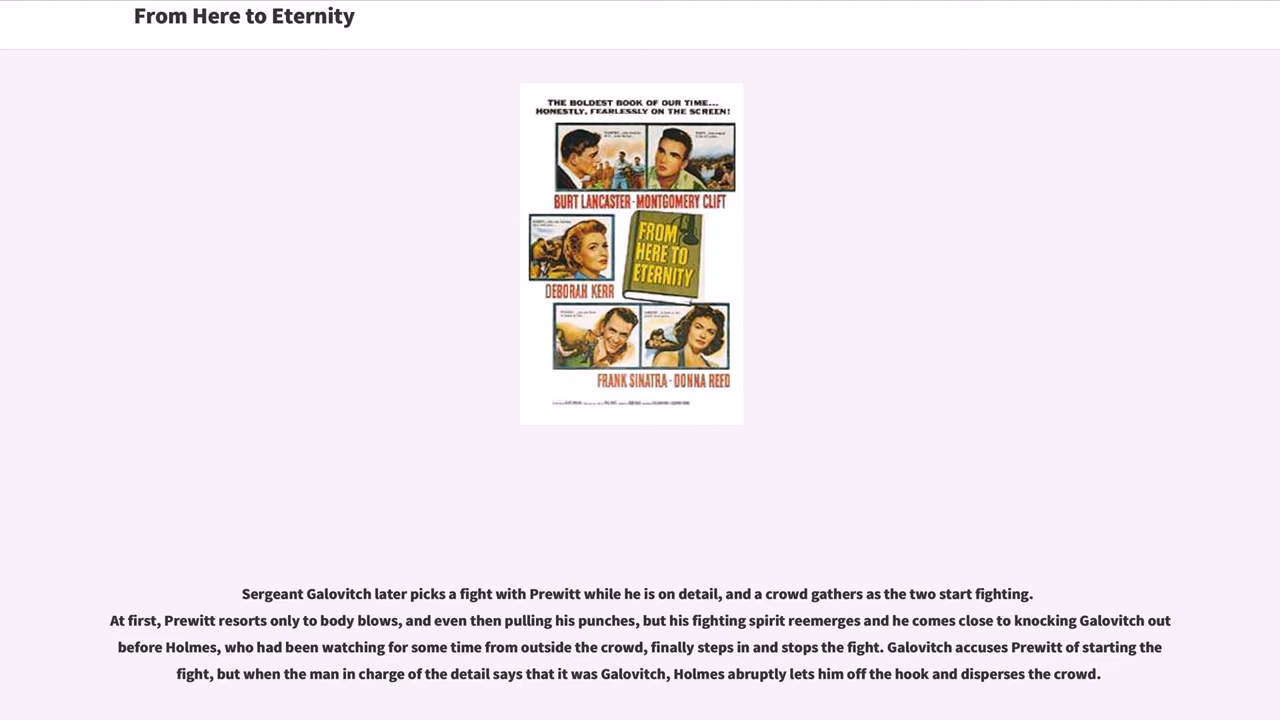 From Here to Eternity
THE BOLDEST BOOK OF OUR TIME...
HONESTLY, FEARLESSLY ON THE SCREEN!
BURT LANCASTER - MONTGOMERY CLIFT
FROM
HERE TO
ETERNITY
DEBORAH KERR
FRANK SINATRA - DONNA REED
Sergeant Galovitch later picks a fight with Prewitt while he is on detail, and a crowd gathers as the two start fighting.
At first, Prewitt resorts only to body blows, and even then pulling his punches, but his fighting spirit reemerges and he comes close to knocking Galovitch out
before Holmes, who had been watching for some time from outside the crowd, finally steps in and stops the fight. Galovitch accuses Prewitt of starting the
fight, but when the man in charge of the detail says that it was Galovitch, Holmes abruptly lets him off the hook and disperses the crowd.